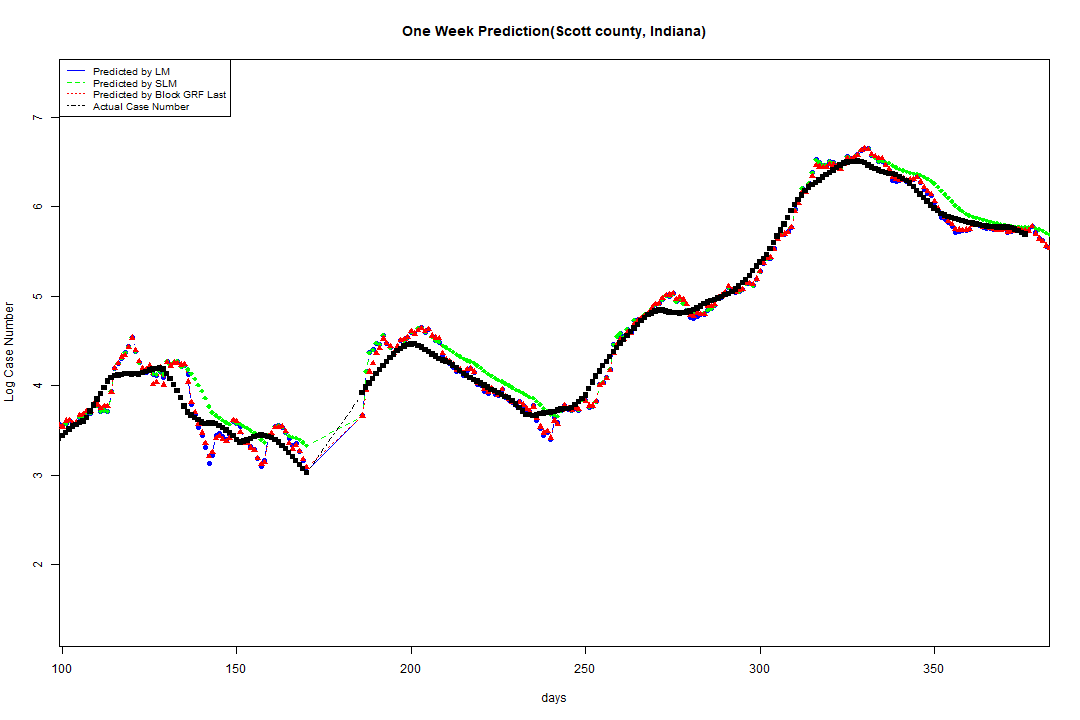 One Week Prediction(Scott county, Indiana)
Predicted by LM
Predicted by SLM
Predicted by Block GRF Last
Actual Case Number
7
6
5
4
3
2
Log Case Number
100 150 200 250 300 350
days